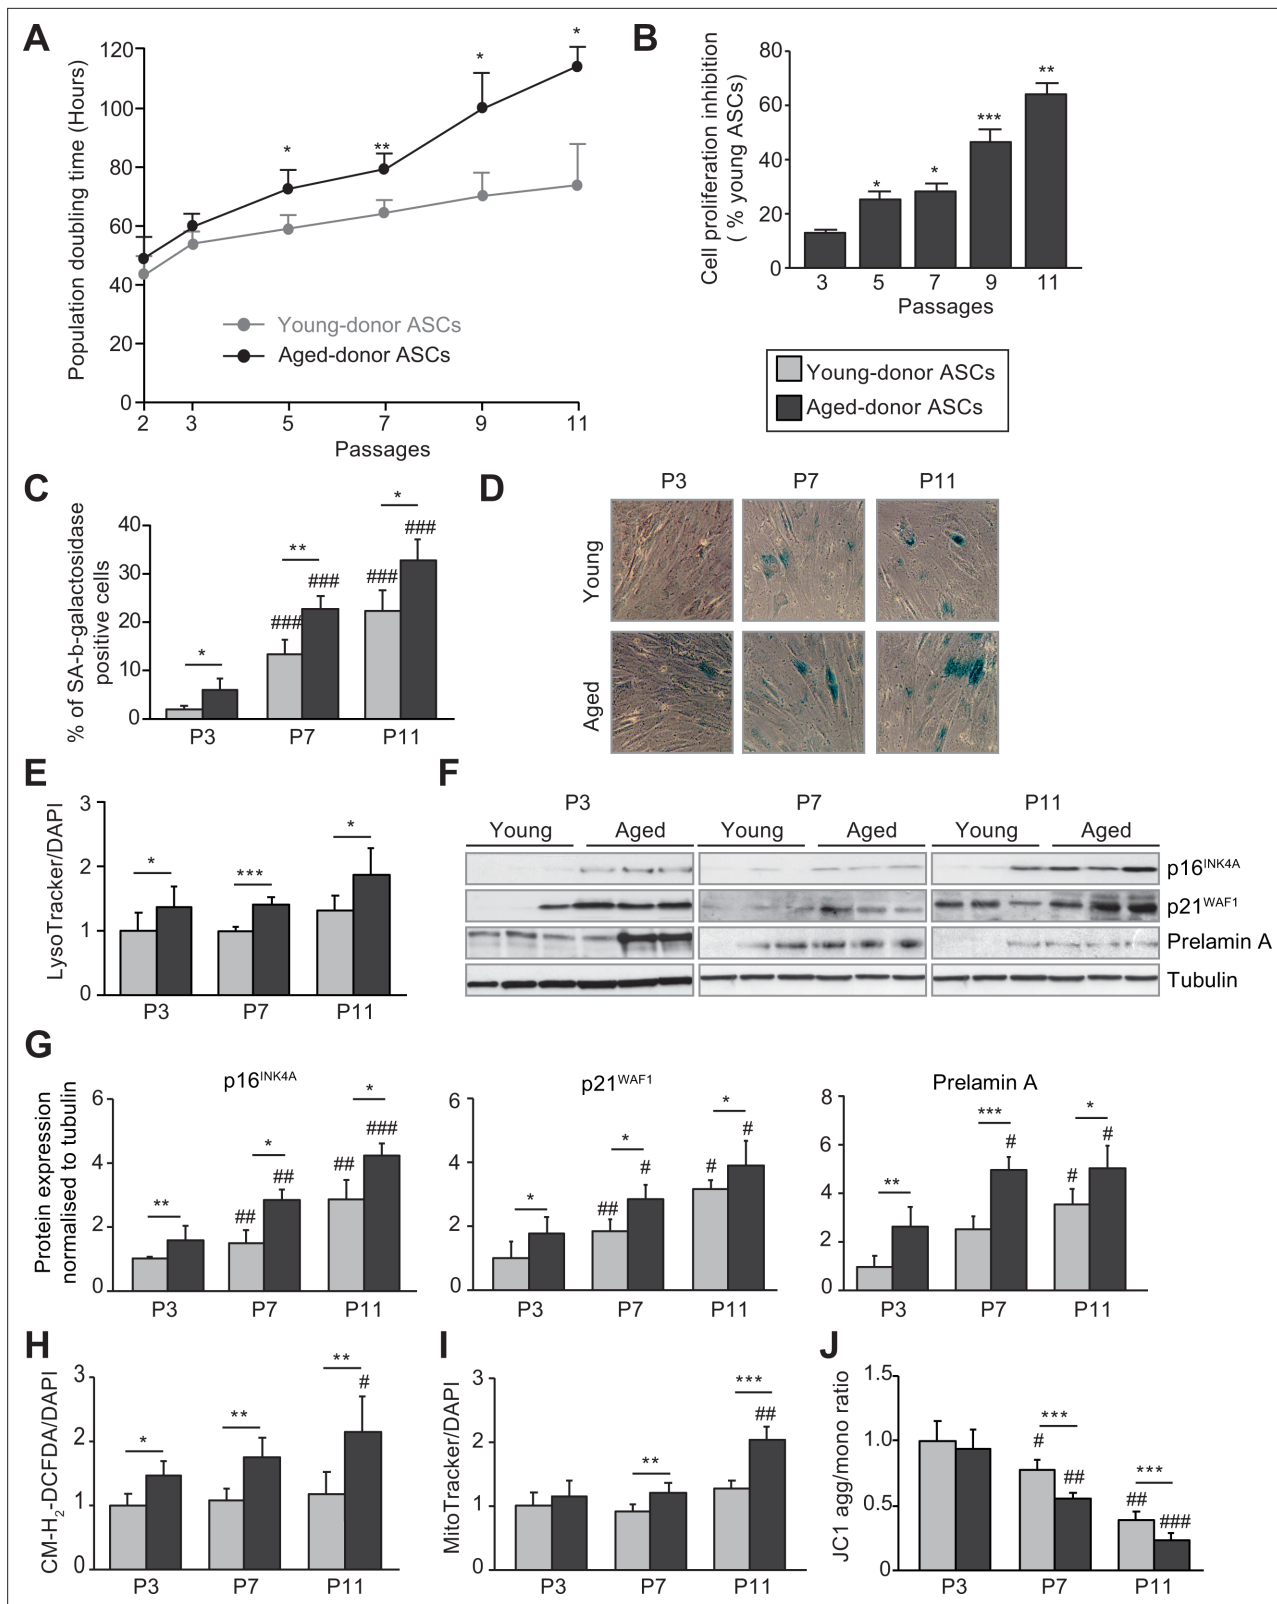 A
Population doubling time (Hours)
120
100
80
60
40
20
0
*
**
*
*
Young-donor ASCs
Aged-donor ASCs
2 3 5 7 9 11
Passages
B
Cell proliferation inhibition
( % young ASCs)
80
60
40
20
0
*
*
***
**
3 5 7 9 11
Passages
Young-donor ASCs
Aged-donor ASCs
C
% of SA-b-galactosidase
positive cells
40
30
20
10
0
*
**
###
###
*
###
###
P3 P7 P11
D
P3 P7 P11
Young
Aged
E
LysoTracker/DAPI
3
2
1
0
*
***
*
P3 P7 P11
F
P3 P7 P11
Young Aged Young Aged Young Aged
p16INK4A
p21WAF1
Prelamin A
Tubulin
G
Protein expression
normalised to tubulin
p16INK4A
6
4
2
0
**
*
##
##
*
##
###
P3 P7 P11
p21WAF1
6
4
2
0
*
*
##
#
*
#
#
P3 P7 P11
Prelamin A
8
6
4
2
0
**
***
#
*
#
#
P3 P7 P11
H
CM-H2-DCFDA/DAPI
3
2
1
0
*
**
**
#
P3 P7 P11
I
MitoTracker/DAPI
3
2
1
0
**
***
##
P3 P7 P11
J
JC1 agg/mono ratio
1.5
1.0
0.5
0
***
#
##
***
##
###
P3 P7 P11